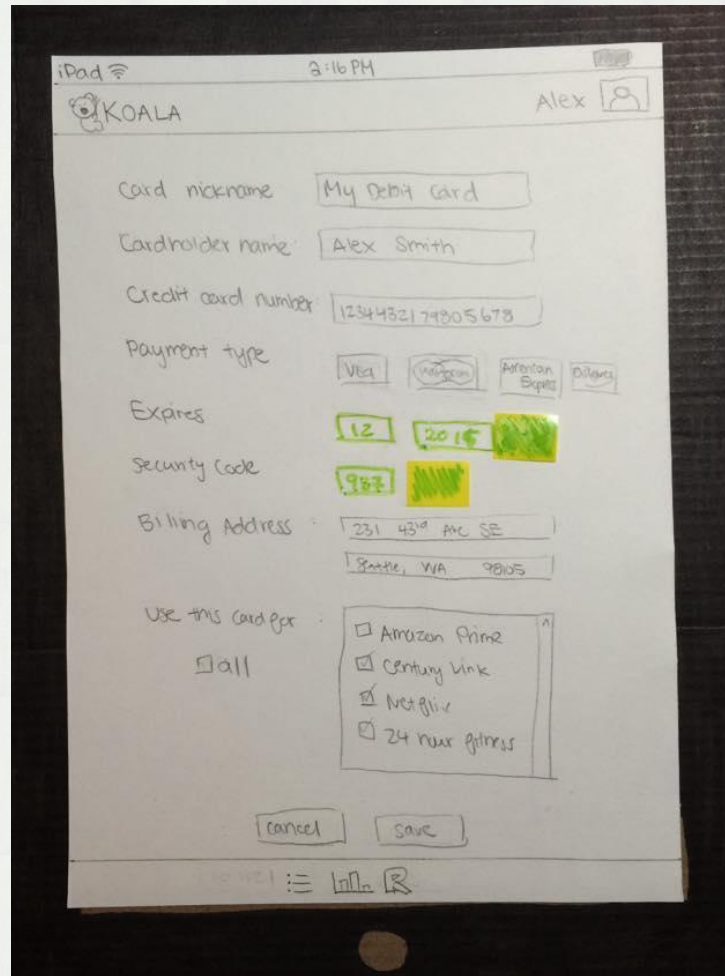 iPad 2:16 PM
KOALA Alex
Card nickname My Debit Card
Cardholder name Alex Smith
Credit card number 1234432179805678
Payment type Visa American Express
Expires 12
Security Code 987
Billing Address : 231 43rd Ave SE
Seattle, WA 98105
Use this card for :
all
Amazon Prime
Century Link
Netflix
24 hour fitness
cancel save